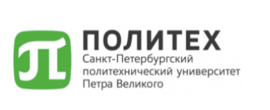 ПОЛИТЕХ
Санкт-Петербургский
политехнический университет
Петра Великого